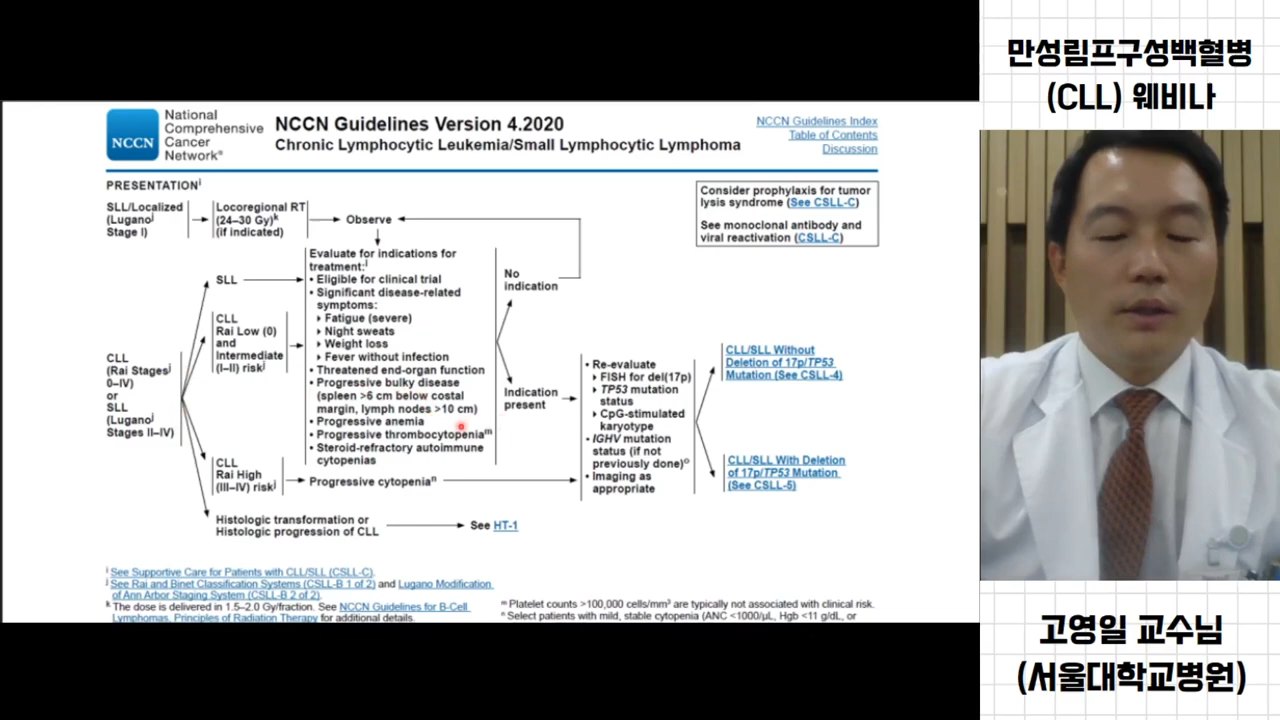 만성림프구성백혈병
(CLL) 웨비나
NCCN
National
Comprehensive
Cancer
Network®
NCCN Guidelines Version 4.2020
Chronic Lymphocytic Leukemia/Small Lymphocytic Lymphoma
NCCN Guidelines Index
Table of Contents
Discussion
PRESENTATIONⁱ
SLL/Localized
(Luganoʲ
Stage I)
Locoregional RT
(24–30 Gy)ᵏ
(if indicated)
Observe
Consider prophylaxis for tumor
lysis syndrome (See CSLL-C)
See monoclonal antibody and
viral reactivation (CSLL-C)
CLL
(Rai Stagesʲ
0–IV)
or
SLL
(Luganoʲ
Stages II–IV)
SLL
CLL
Rai Low (0)
and
Intermediate
(I–II) riskʲ
CLL
Rai High
(III–IV) riskʲ
Histologic transformation or
Histologic progression of CLL
Evaluate for indications for
treatment:ˡ
• Eligible for clinical trial
• Significant disease-related
symptoms:
Fatigue (severe)
Night sweats
Weight loss
Fever without infection
• Threatened end-organ function
• Progressive bulky disease
(spleen >6 cm below costal
margin, lymph nodes >10 cm)
• Progressive anemia
• Progressive thrombocytopeniaᵐ
• Steroid-refractory autoimmune
cytopenias
Progressive cytopeniaⁿ
See HT-1
No
indication
Indication
present
• Re-evaluate
FISH for del(17p)
TP53 mutation
status
CpG-stimulated
karyotype
• IGHV mutation
status (if not
previously done)ᵒ
• Imaging as
appropriate
CLL/SLL Without
Deletion of 17p/TP53
Mutation (See CSLL-4)
CLL/SLL With Deletion
of 17p/TP53 Mutation
(See CSLL-5)
ⁱ See Supportive Care for Patients with CLL/SLL (CSLL-C).
ʲ See Rai and Binet Classification Systems (CSLL-B 1 of 2) and Lugano Modification
of Ann Arbor Staging System (CSLL-B 2 of 2).
ᵏ The dose is delivered in 1.5–2.0 Gy/fraction. See NCCN Guidelines for B-Cell
Lymphomas, Principles of Radiation Therapy for additional details.
ᵐ Platelet counts >100,000 cells/mm³ are typically not associated with clinical risk.
ⁿ Select patients with mild, stable cytopenia (ANC <1000/µL, Hgb <11 g/dL, or
고영일 교수님
(서울대학교병원)